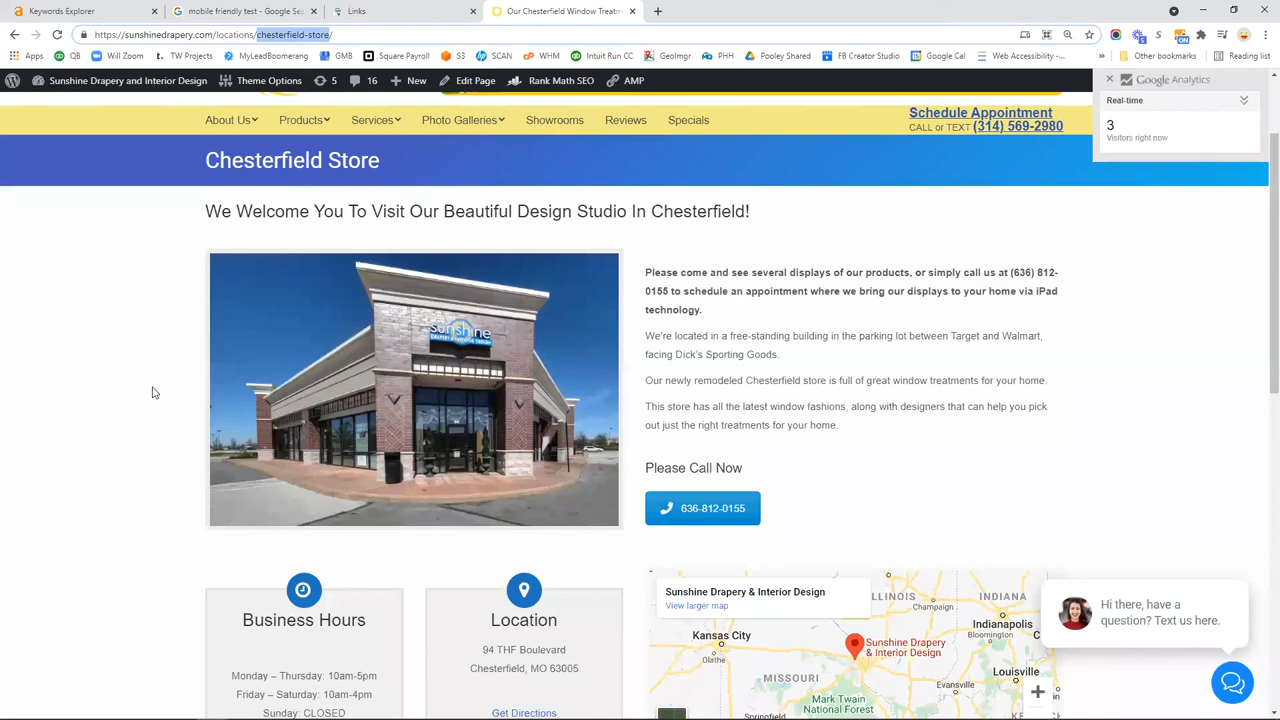 Keywords Explorer
mobile friendly test - Google Sea
Links
Our Chesterfield Window Treatm
https://sunshinedrapery.com/locations/chesterfield-store/
Apps QB Will Zoom TW Projects MyLeadBoomerang GMB Square Payroll S3 SCAN WHM Intuit Run CC GeoImgr PHH Pooley Shared FB Creator Studio Google Cal Web Accessibility -... » Other bookmarks Reading list
Sunshine Drapery and Interior Design Theme Options 5 16 New Edit Page Rank Math SEO AMP
Google Analytics
Real-time
3
Visitors right now
About Us Products Services Photo Galleries Showrooms Reviews Specials
Schedule Appointment
CALL or TEXT (314) 569-2980
Chesterfield Store
We Welcome You To Visit Our Beautiful Design Studio In Chesterfield!
sunshine
DRAPERY & INTERIOR DESIGN
Please come and see several displays of our products, or simply call us at (636) 812-
0155 to schedule an appointment where we bring our displays to your home via iPad
technology.
We're located in a free-standing building in the parking lot between Target and Walmart,
facing Dick's Sporting Goods.
Our newly remodeled Chesterfield store is full of great window treatments for your home.
This store has all the latest window fashions, along with designers that can help you pick
out just the right treatments for your home.
Please Call Now
636-812-0155
Business Hours
Monday – Thursday: 10am-5pm
Friday – Saturday: 10am-4pm
Sunday: CLOSED
Location
94 THF Boulevard
Chesterfield, MO 63005
Get Directions
Sunshine Drapery & Interior Design
View larger map
ILLINOIS
INDIANA
Champaign
Indianapolis
Bloomington
Kansas City
Olathe
Sunshine Drapery
& Interior Design
MISSOURI
Louisville
Evansville
Mark Twain
National Forest
Springfield
Hi there, have a
question? Text us here.